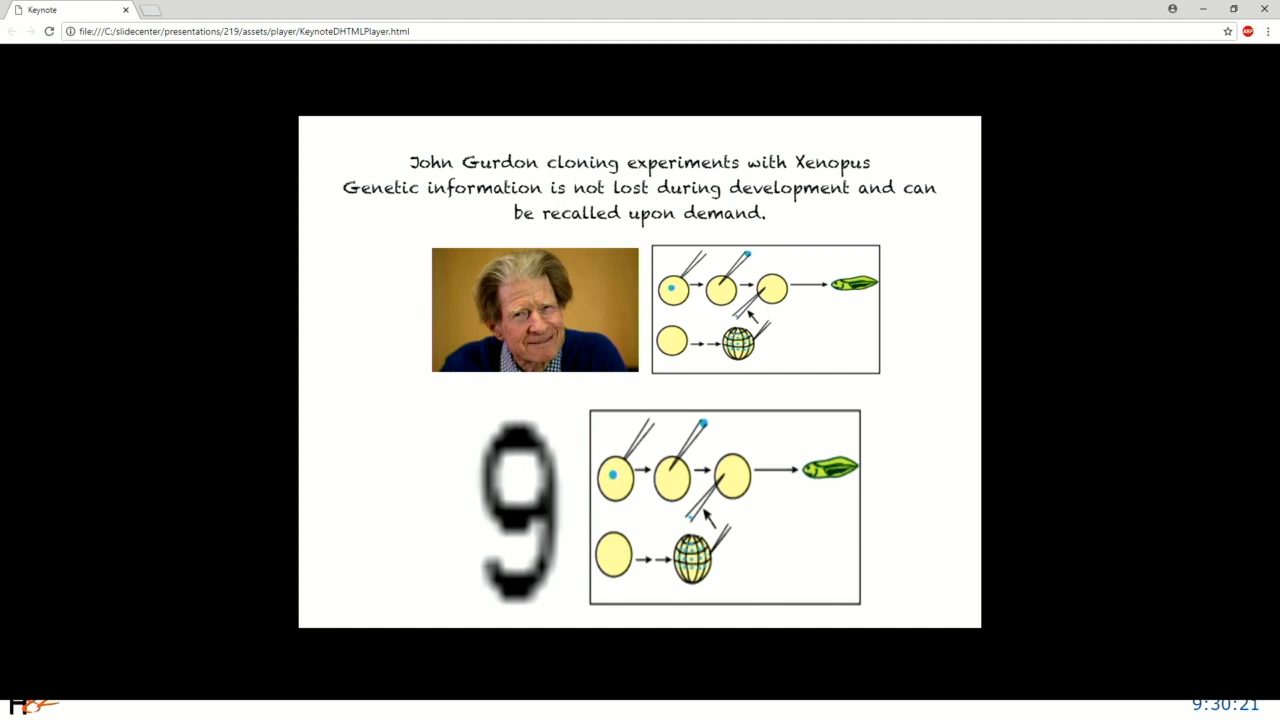 Keynote
file:///C:/slidecenter/presentations/219/assets/player/KeynoteDHTMLPlayer.html
ABP
John Gurdon cloning experiments with Xenopus
Genetic information is not lost during development and can
be recalled upon demand.
9
9:30:21